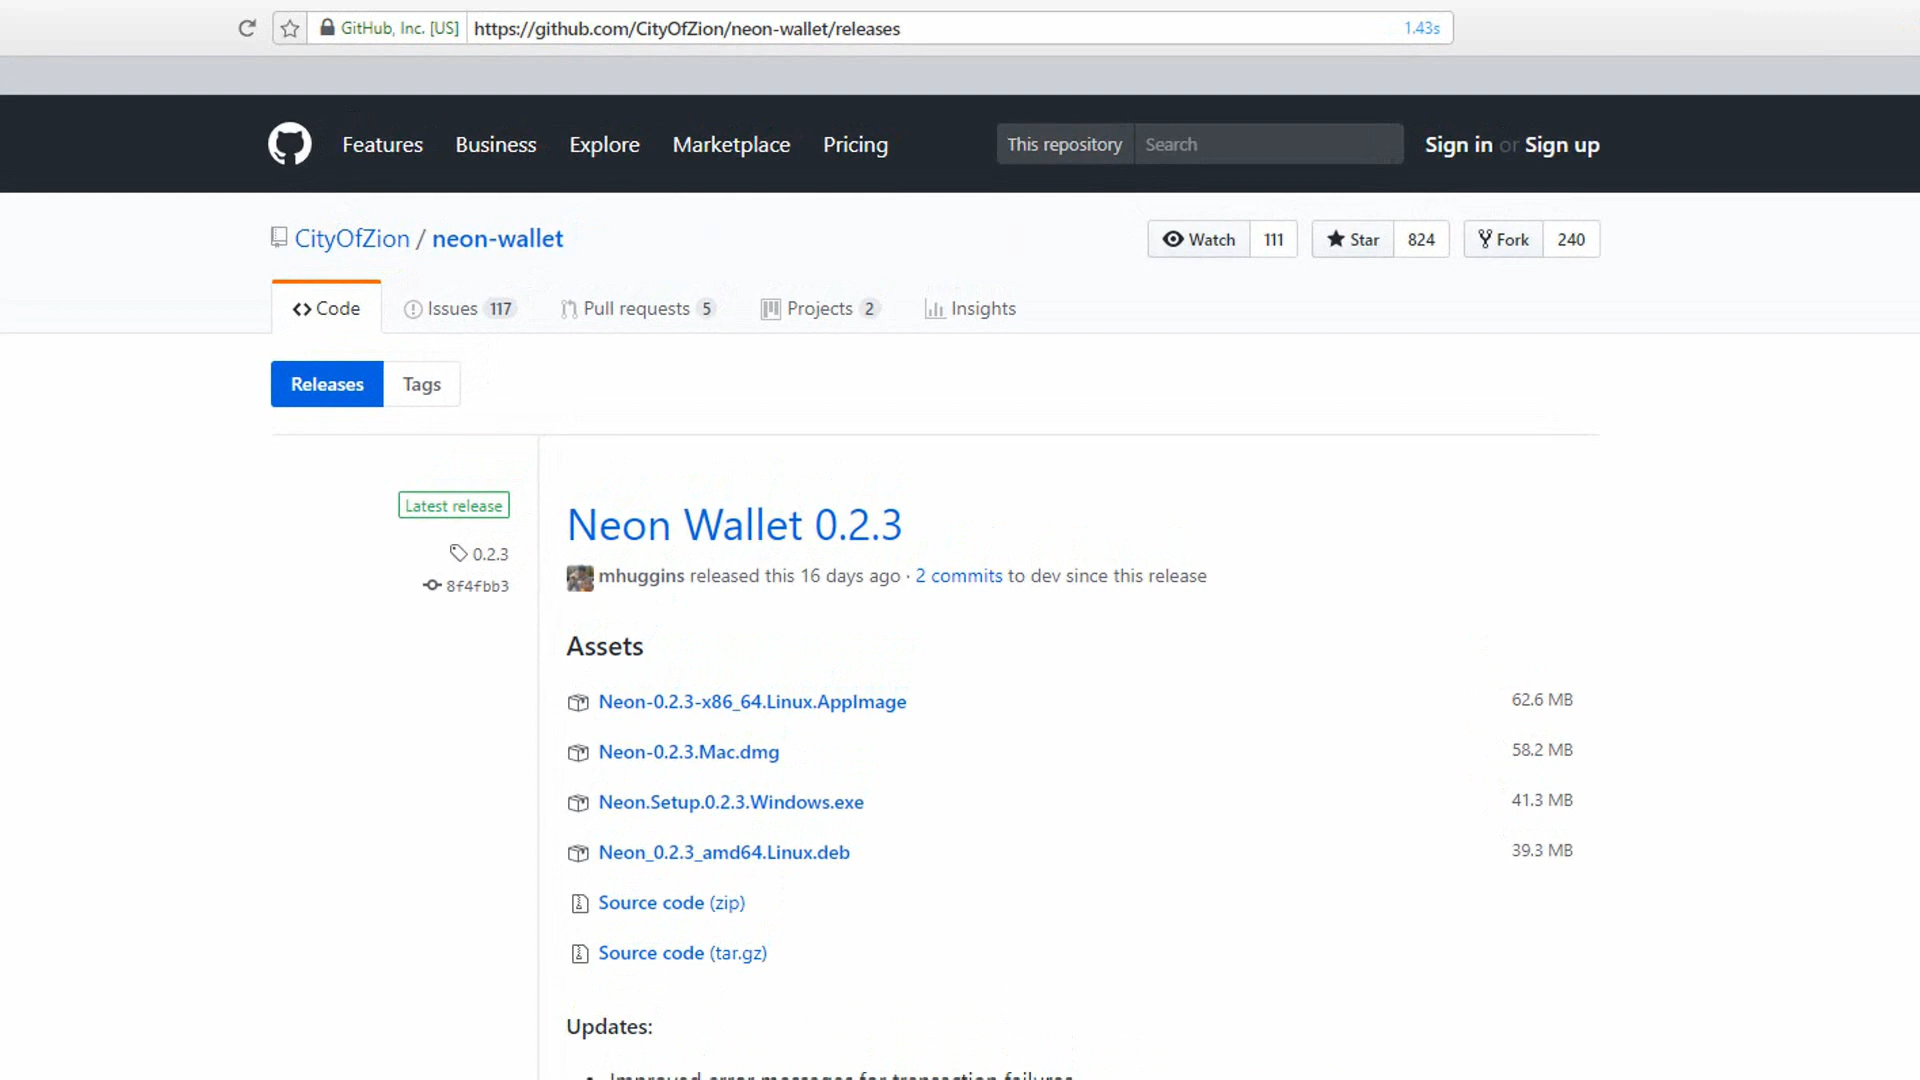 GitHub, Inc. [US] https://github.com/CityOfZion/neon-wallet/releases 1.43s
Features Business Explore Marketplace Pricing This repository Search Sign in or Sign up
CityOfZion / neon-wallet Watch 111 Star 824 Fork 240
Code Issues 117 Pull requests 5 Projects 2 Insights
Releases Tags
Latest release
0.2.3
8f4fbb3
Neon Wallet 0.2.3
mhuggins released this 16 days ago · 2 commits to dev since this release
Assets
Neon-0.2.3-x86_64.Linux.AppImage 62.6 MB
Neon-0.2.3.Mac.dmg 58.2 MB
Neon.Setup.0.2.3.Windows.exe 41.3 MB
Neon_0.2.3_amd64.Linux.deb 39.3 MB
Source code (zip)
Source code (tar.gz)
Updates:
• Improved error messages for transaction failures